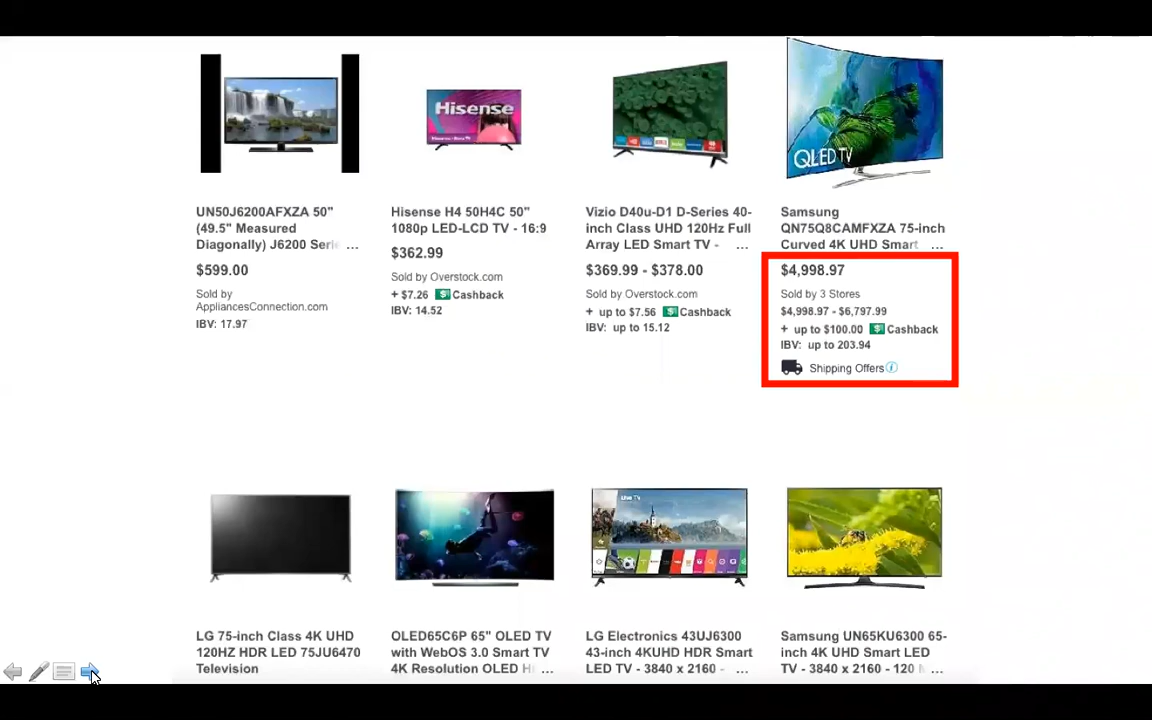 Hisense
QLED TV
UN50J6200AFXZA 50"
(49.5" Measured
Diagonally) J6200 Serie ...
$599.00
Sold by
AppliancesConnection.com
IBV: 17.97
Hisense H4 50H4C 50"
1080p LED-LCD TV - 16:9
$362.99
Sold by Overstock.com
+ $7.26 $ Cashback
IBV: 14.52
Vizio D40u-D1 D-Series 40-
inch Class UHD 120Hz Full
Array LED Smart TV - ...
$369.99 - $378.00
Sold by Overstock.com
+ up to $7.56 $ Cashback
IBV: up to 15.12
Samsung
QN75Q8CAMFXZA 75-inch
Curved 4K UHD Smart ...
$4,998.97
Sold by 3 Stores
$4,998.97 - $6,797.99
+ up to $100.00 $ Cashback
IBV: up to 203.94
Shipping Offers i
Live TV
LG 75-inch Class 4K UHD
120HZ HDR LED 75JU6470
Television
OLED65C6P 65" OLED TV
with WebOS 3.0 Smart TV
4K Resolution OLED ...
LG Electronics 43UJ6300
43-inch 4KUHD HDR Smart
LED TV - 3840 x 2160 - ...
Samsung UN65KU6300 65-
inch 4K UHD Smart LED
TV - 3840 x 2160 - 120 ...